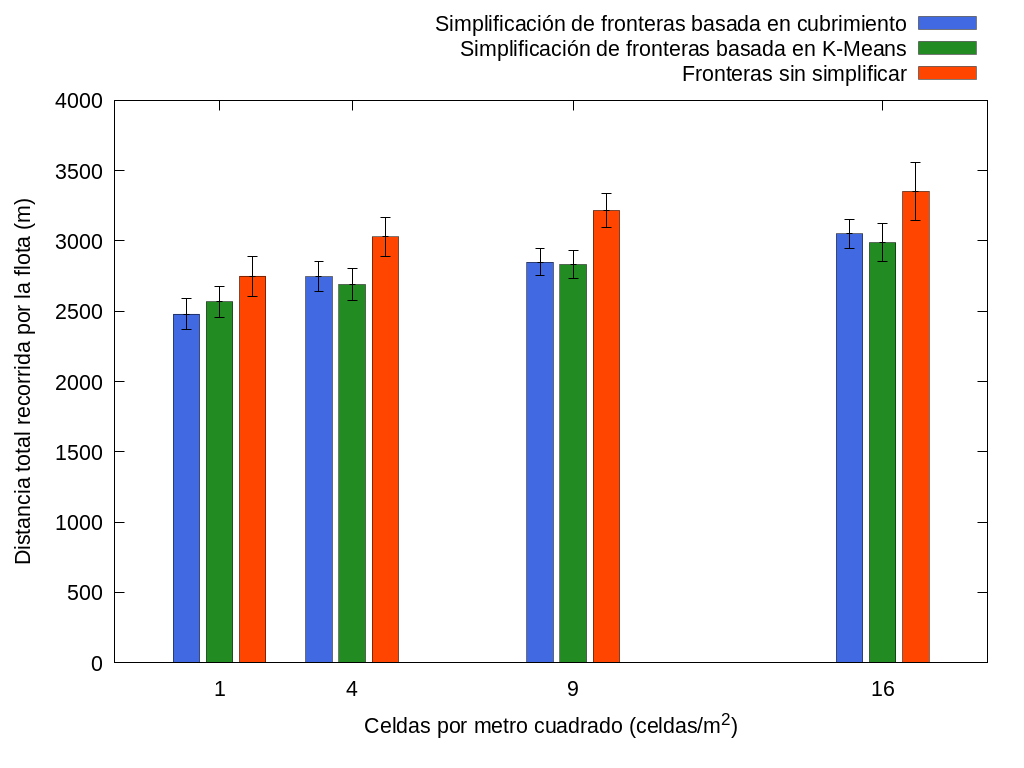 Simplificación de fronteras basada en cubrimiento
Simplificación de fronteras basada en K-Means
Fronteras sin simplificar
4000
3500
3000
2500
2000
1500
1000
500
0
Distancia total recorrida por la flota (m)
1 4 9 16
Celdas por metro cuadrado (celdas/m²)